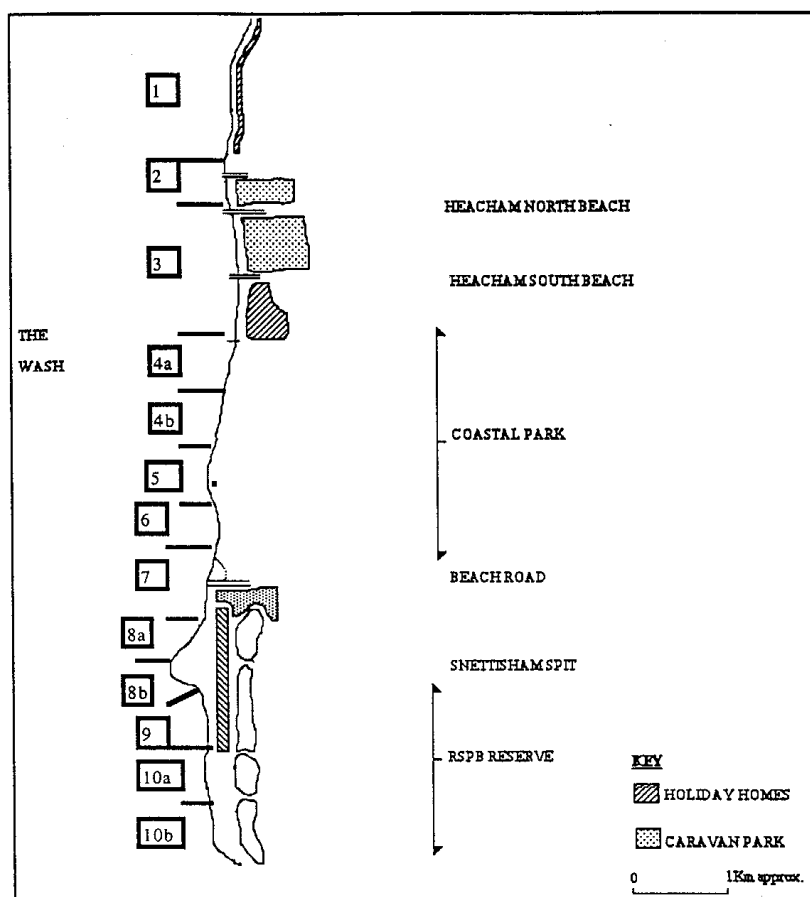 1
2
HEACHAM NORTH BEACH
3
HEACHAM SOUTH BEACH
THE
WASH
4a
4b
COASTAL PARK
5
6
7
BEACH ROAD
8a
SNETTISHAM SPIT
8b
9
RSPB RESERVE
KEY
10a
HOLIDAY HOMES
10b
CARAVAN PARK
0 1Km approx.